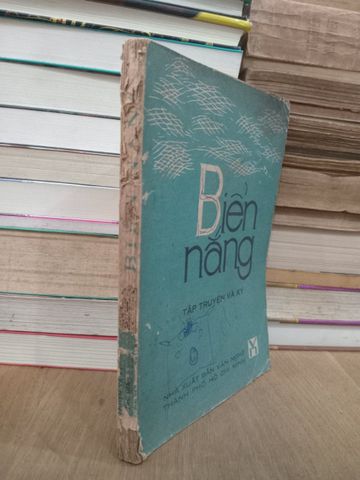 Biển
nắng
TẬP TRUYỆN VÀ KÝ
NHÀ XUẤT BẢN VĂN NGHỆ
THÀNH PHỐ HỒ CHÍ MINH